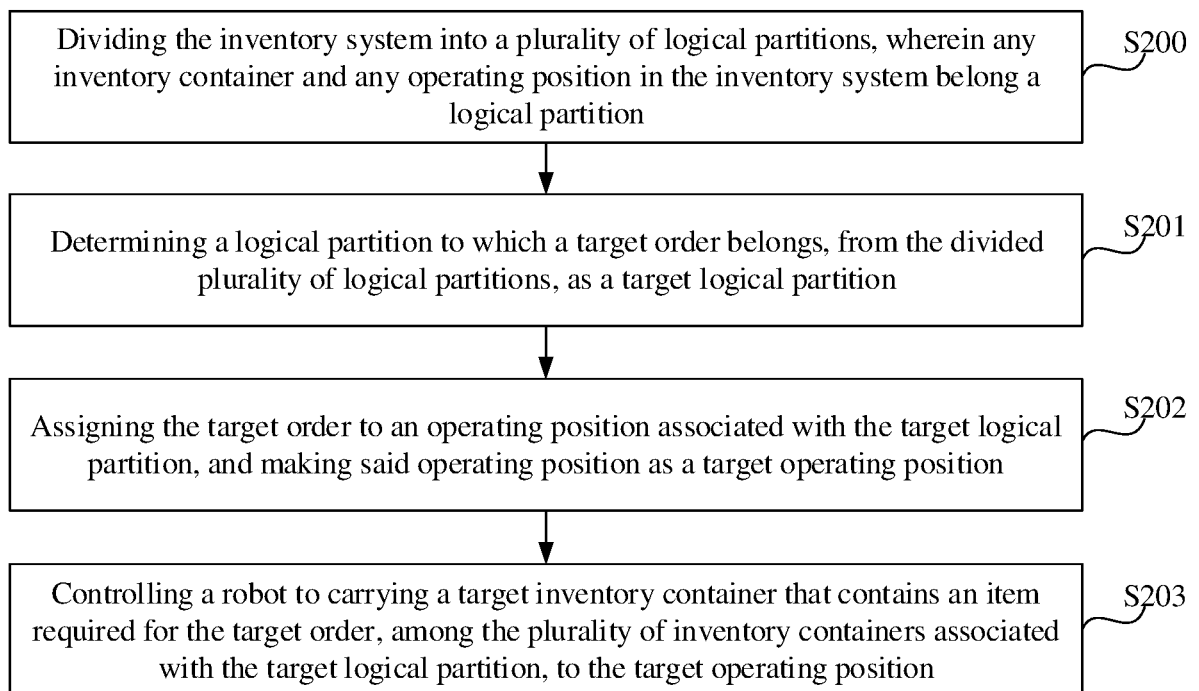 Dividing the inventory system into a plurality of logical partitions, wherein any
inventory container and any operating position in the inventory system belong a
logical partition
S200
Determining a logical partition to which a target order belongs, from the divided
plurality of logical partitions, as a target logical partition
S201
Assigning the target order to an operating position associated with the target logical
partition, and making said operating position as a target operating position
S202
Controlling a robot to carrying a target inventory container that contains an item
required for the target order, among the plurality of inventory containers associated
with the target logical partition, to the target operating position
S203